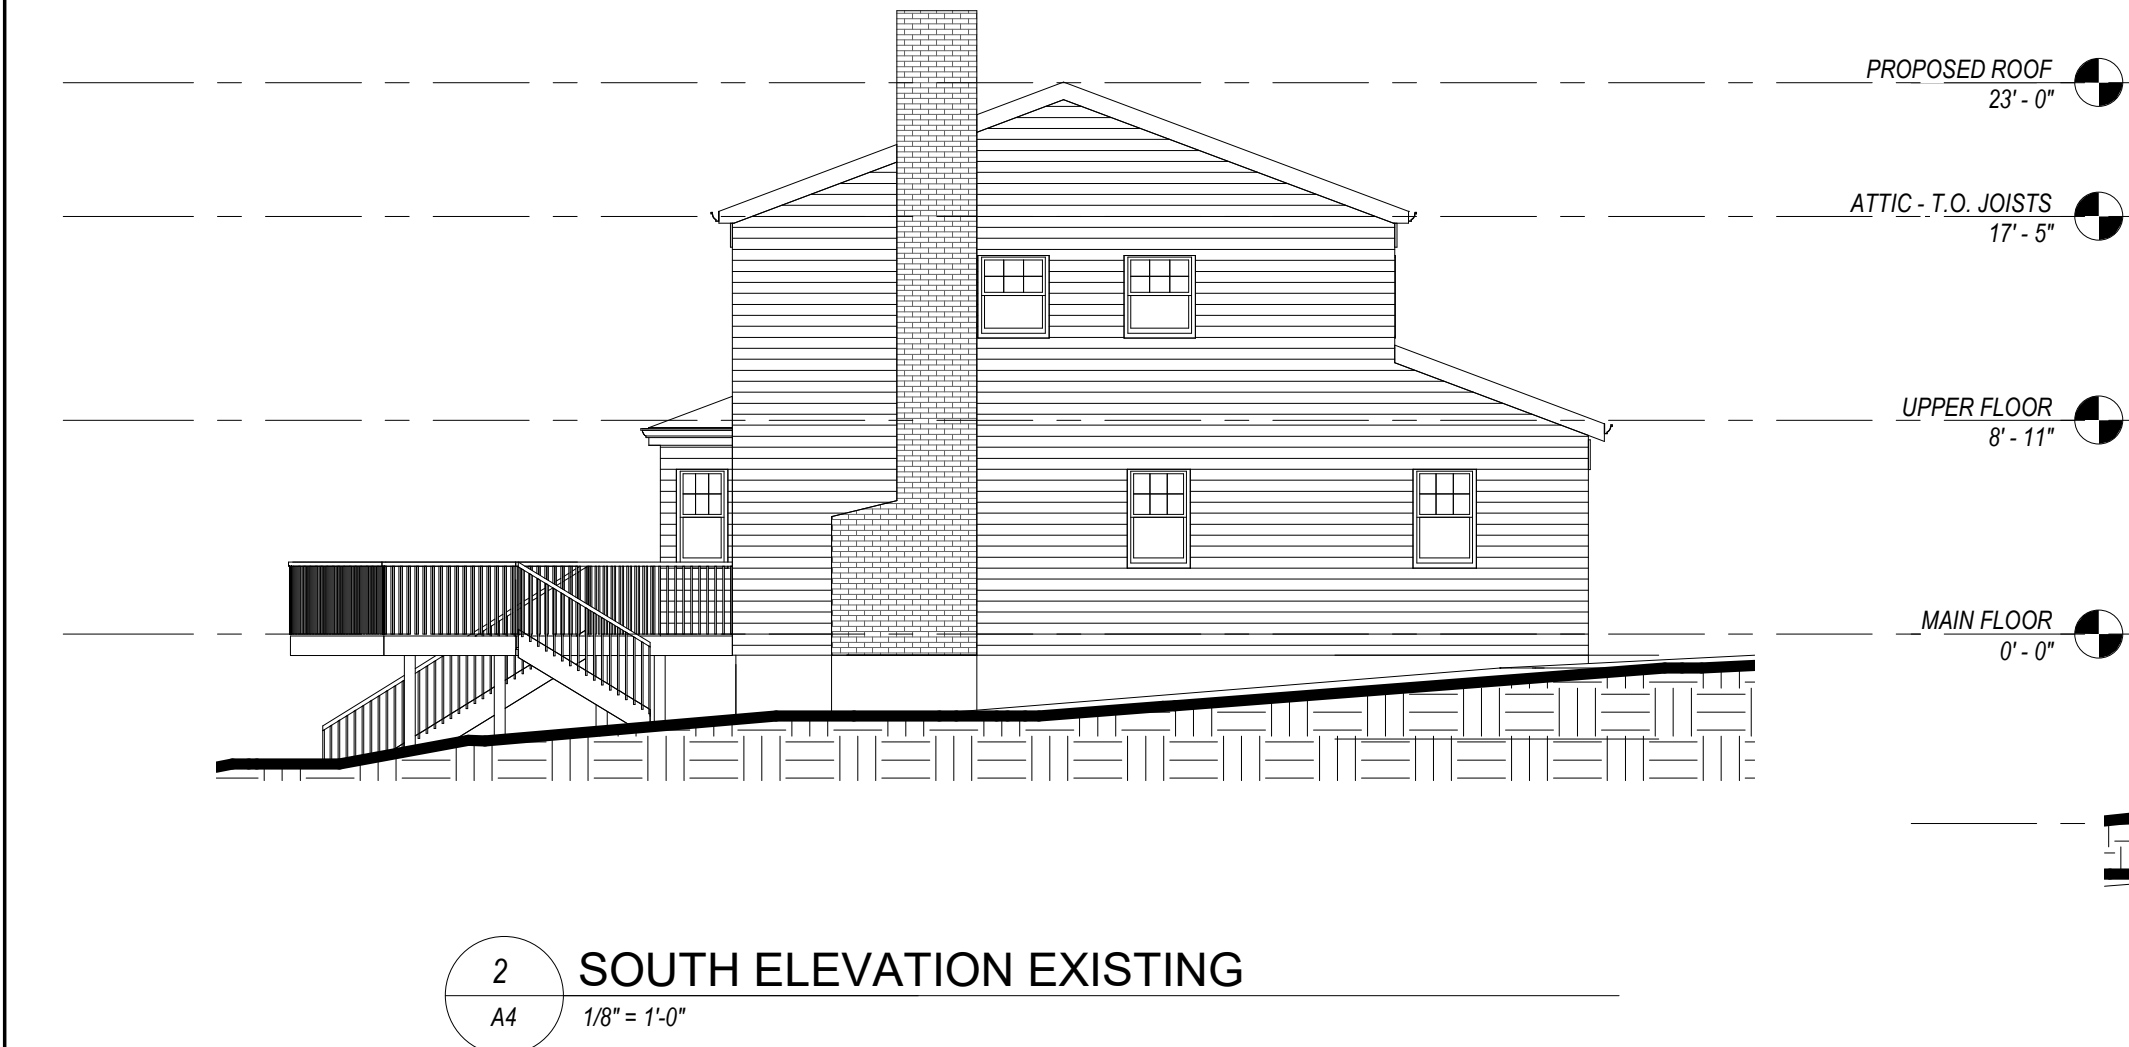 PROPOSED ROOF
23' - 0"
ATTIC - T.O. JOISTS
17' - 5"
UPPER FLOOR
8' - 11"
MAIN FLOOR
0' - 0"
2
SOUTH ELEVATION EXISTING
A4
1/8" = 1'-0"